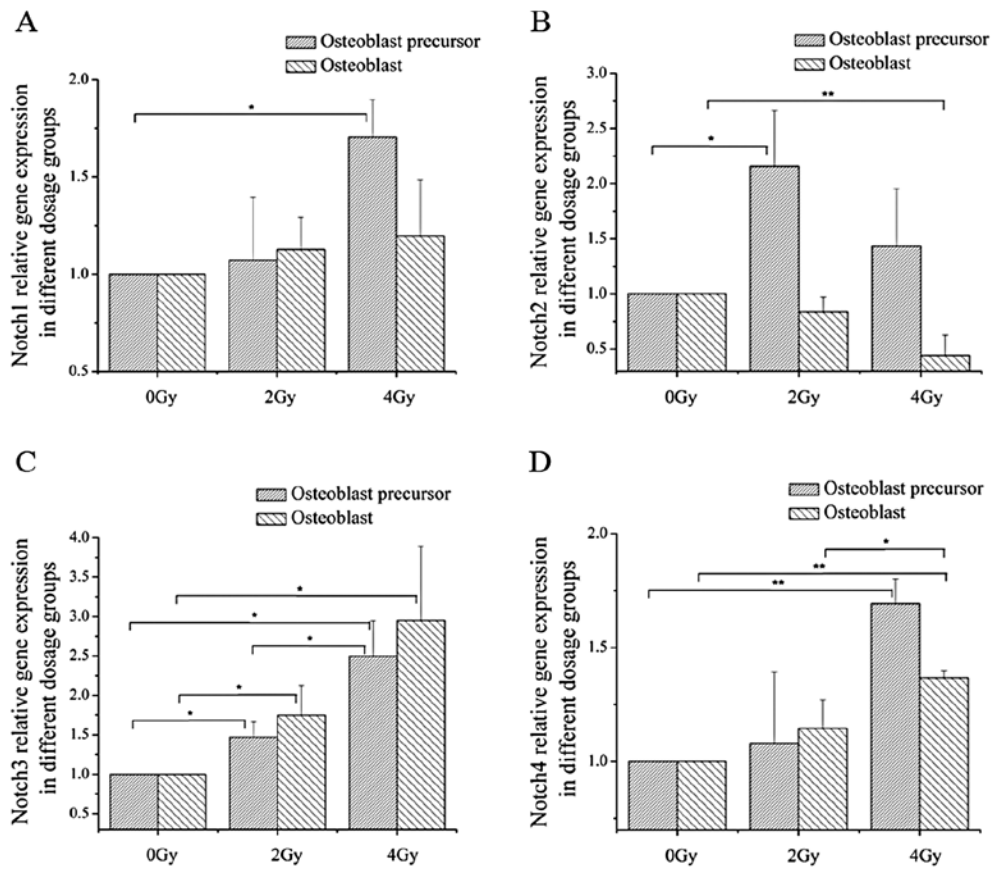 A
Osteoblast precursor
Osteoblast
Notch1 relative gene expression
in different dosage groups
2.0
1.5
1.0
0.5
*
0Gy
2Gy
4Gy
B
Osteoblast precursor
Osteoblast
Notch2 relative gene expression
in different dosage groups
3.0
2.5
2.0
1.5
1.0
0.5
**
*
0Gy
2Gy
4Gy
C
Osteoblast precursor
Osteoblast
Notch3 relative gene expression
in different dosage groups
4.0
3.5
3.0
2.5
2.0
1.5
1.0
0.5
*
*
*
*
*
0Gy
2Gy
4Gy
D
Osteoblast precursor
Osteoblast
Notch4 relative gene expression
in different dosage groups
2.0
1.5
1.0
*
**
**
0Gy
2Gy
4Gy